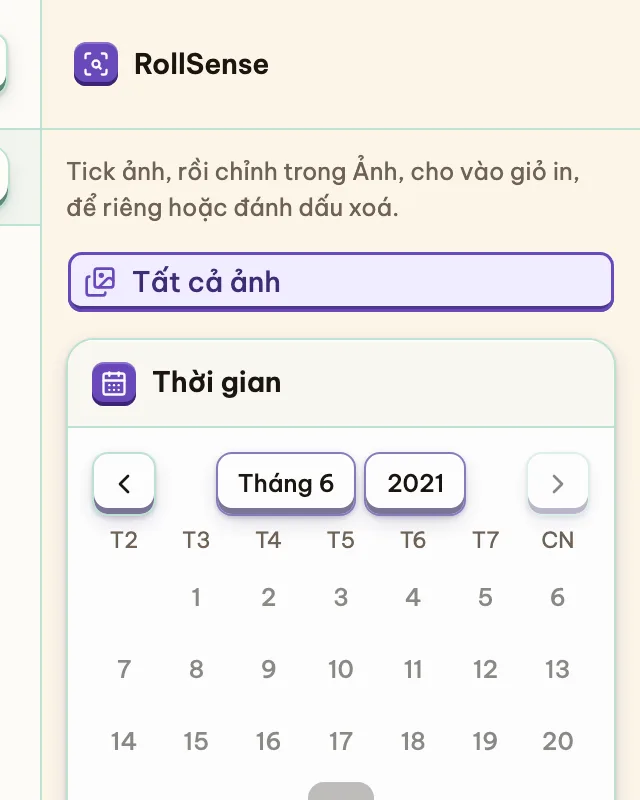 RollSense
Tick ảnh, rồi chỉnh trong Ảnh, cho vào giỏ in,
để riêng hoặc đánh dấu xoá.
Tất cả ảnh
Thời gian
Tháng 6 2021
T2 T3 T4 T5 T6 T7 CN
1 2 3 4 5 6
7 8 9 10 11 12 13
14 15 16 17 18 19 20